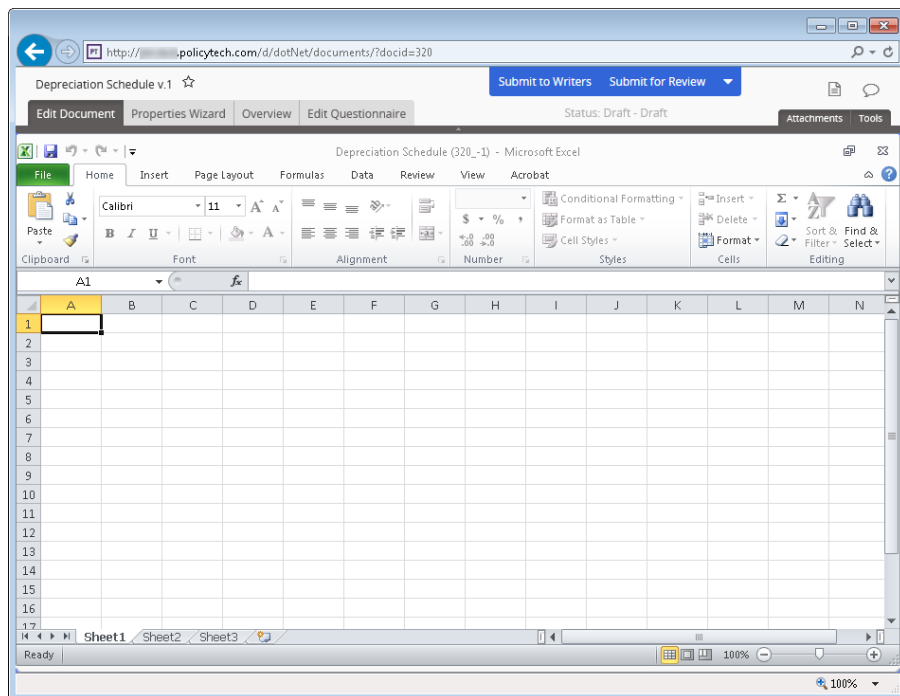 PT http:// .policytech.com/d/dotNet/documents/?docid=320
Depreciation Schedule v.1
Submit to Writers Submit for Review
Edit Document Properties Wizard Overview Edit Questionnaire
Status: Draft - Draft
Attachments Tools
Depreciation Schedule (320_-1) - Microsoft Excel
File Home Insert Page Layout Formulas Data Review View Acrobat
Paste
Calibri 11
B I U
A
$ % ,
Conditional Formatting
Format as Table
Cell Styles
Insert
Delete
Format
Σ
Sort & Filter
Find & Select
Clipboard Font Alignment Number Styles Cells Editing
A1 fx
A B C D E F G H I J K L M N
1
2
3
4
5
6
7
8
9
10
11
12
13
14
15
16
17
Sheet1 Sheet2 Sheet3
Ready 100%
100%